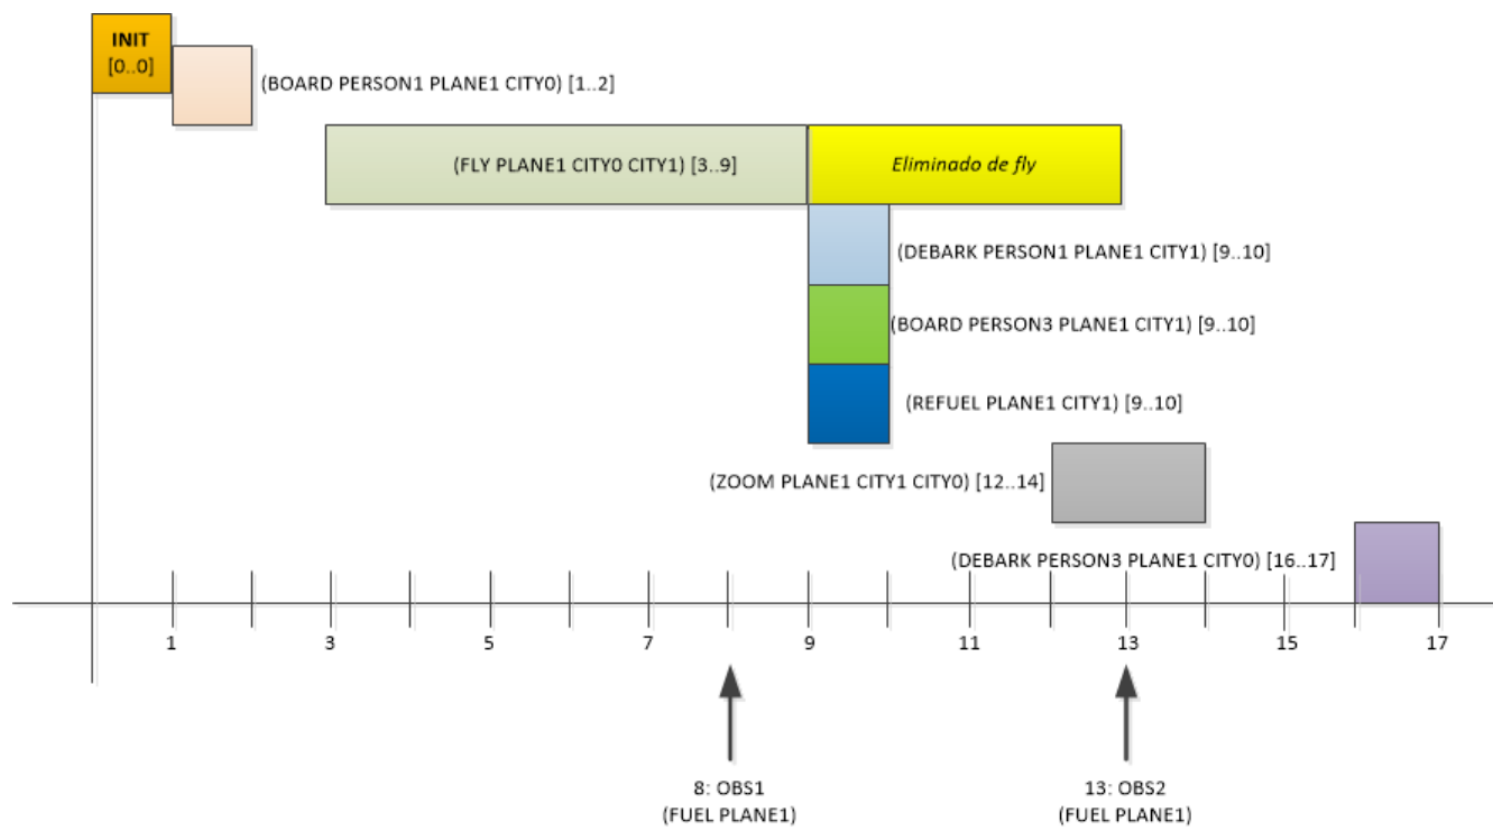 INIT
[0..0]
(BOARD PERSON1 PLANE1 CITY0) [1..2]
(FLY PLANE1 CITY0 CITY1) [3..9]
Eliminado de fly
(DEBARK PERSON1 PLANE1 CITY1) [9..10]
(BOARD PERSON3 PLANE1 CITY1) [9..10]
(REFUEL PLANE1 CITY1) [9..10]
(ZOOM PLANE1 CITY1 CITY0) [12..14]
(DEBARK PERSON3 PLANE1 CITY0) [16..17]
1 3 5 7 9 11 13 15 17
8: OBS1
(FUEL PLANE1)
13: OBS2
(FUEL PLANE1)